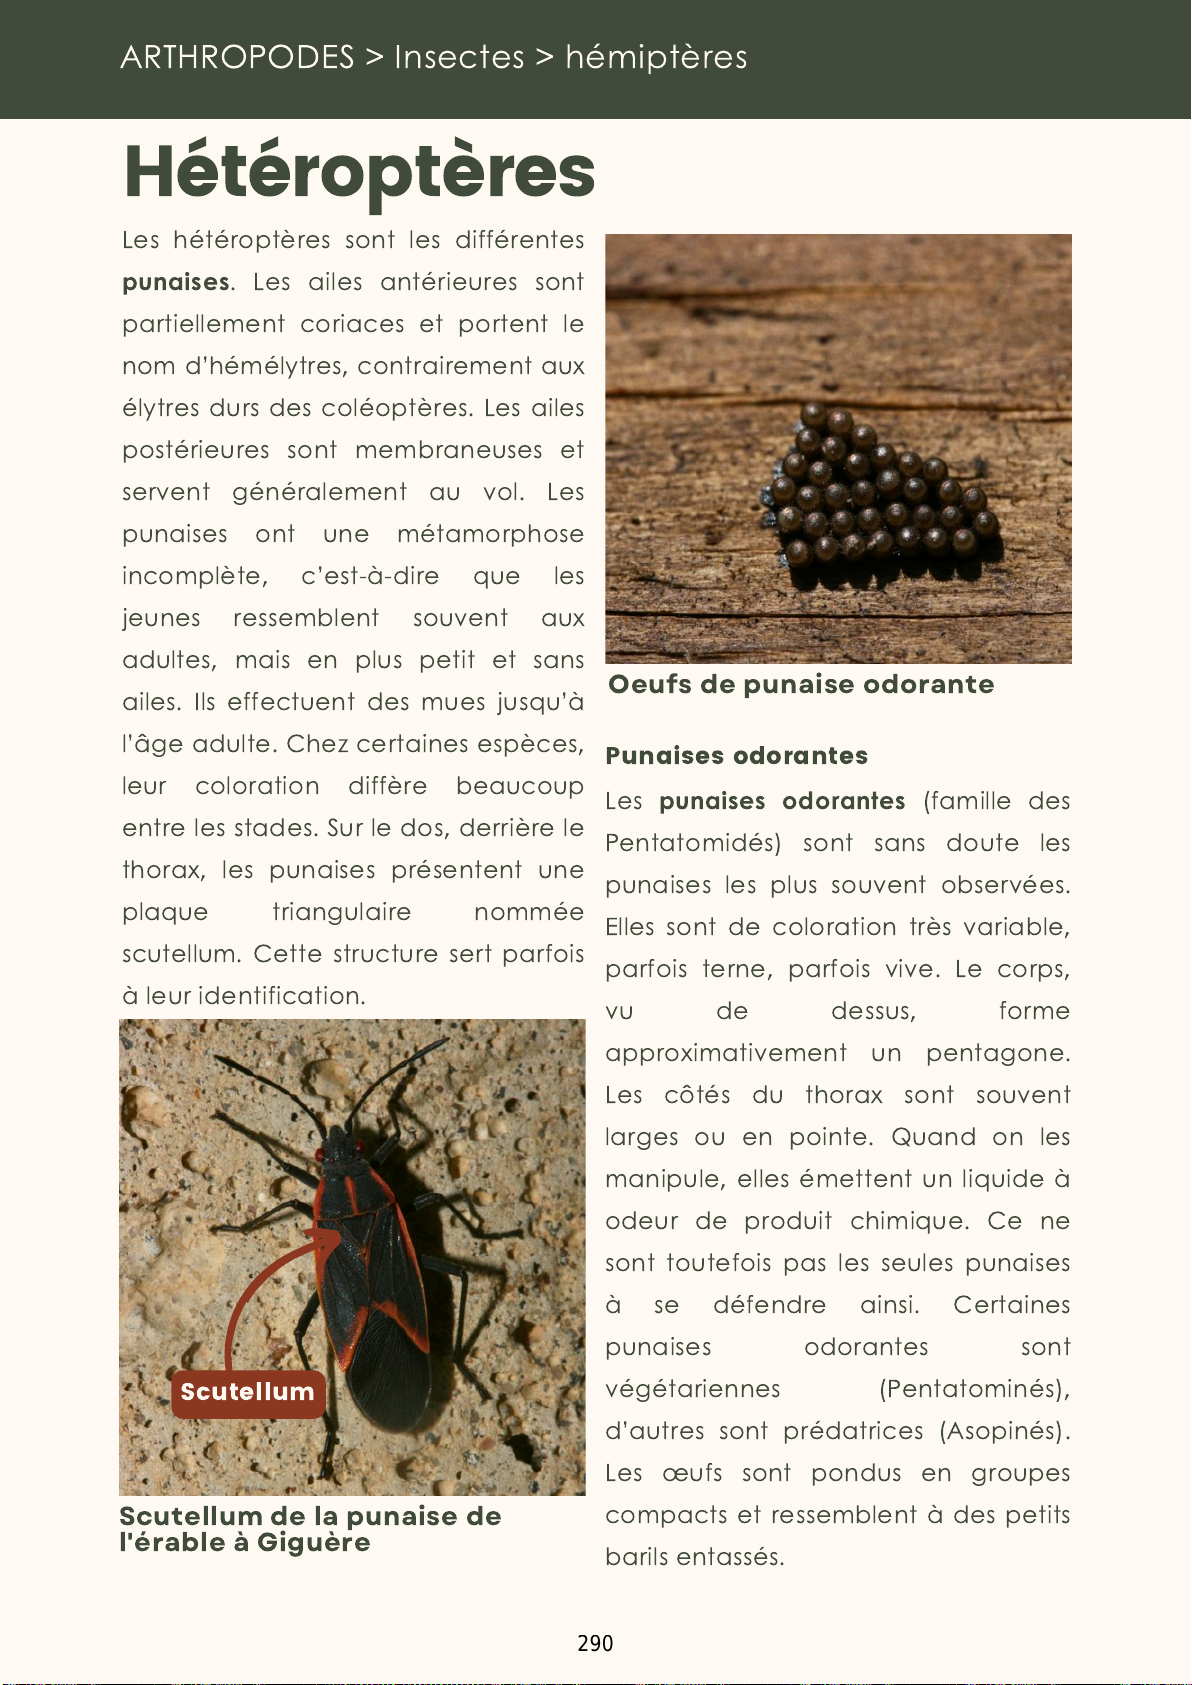 ARTHROPODES > Insectes > hémiptères
Hétéroptères
Les hétéroptères sont les différentes
punaises. Les ailes antérieures sont
partiellement coriaces et portent le
nom d'hémélytres, contrairement aux
élytres durs des coléoptères. Les ailes
postérieures sont membraneuses et
servent généralement au vol. Les
punaises ont une métamorphose
incomplète, c'est-à-dire que les
jeunes ressemblent souvent aux
adultes, mais en plus petit et sans
ailes. Ils effectuent des mues jusqu'à
l'âge adulte. Chez certaines espèces,
leur coloration diffère beaucoup
entre les stades. Sur le dos, derrière le
thorax, les punaises présentent une
plaque triangulaire nommée
scutellum. Cette structure sert parfois
à leur identification.
Scutellum
Scutellum de la punaise de
l'érable à Giguère
Oeufs de punaise odorante
Punaises odorantes
Les punaises odorantes (famille des
Pentatomidés) sont sans doute les
punaises les plus souvent observées.
Elles sont de coloration très variable,
parfois terne, parfois vive. Le corps,
vu de dessus, forme
approximativement un pentagone.
Les côtés du thorax sont souvent
larges ou en pointe. Quand on les
manipule, elles émettent un liquide à
odeur de produit chimique. Ce ne
sont toutefois pas les seules punaises
à se défendre ainsi. Certaines
punaises odorantes sont
végétariennes (Pentatominés),
d'autres sont prédatrices (Asopinés).
Les œufs sont pondus en groupes
compacts et ressemblent à des petits
barils entassés.
290